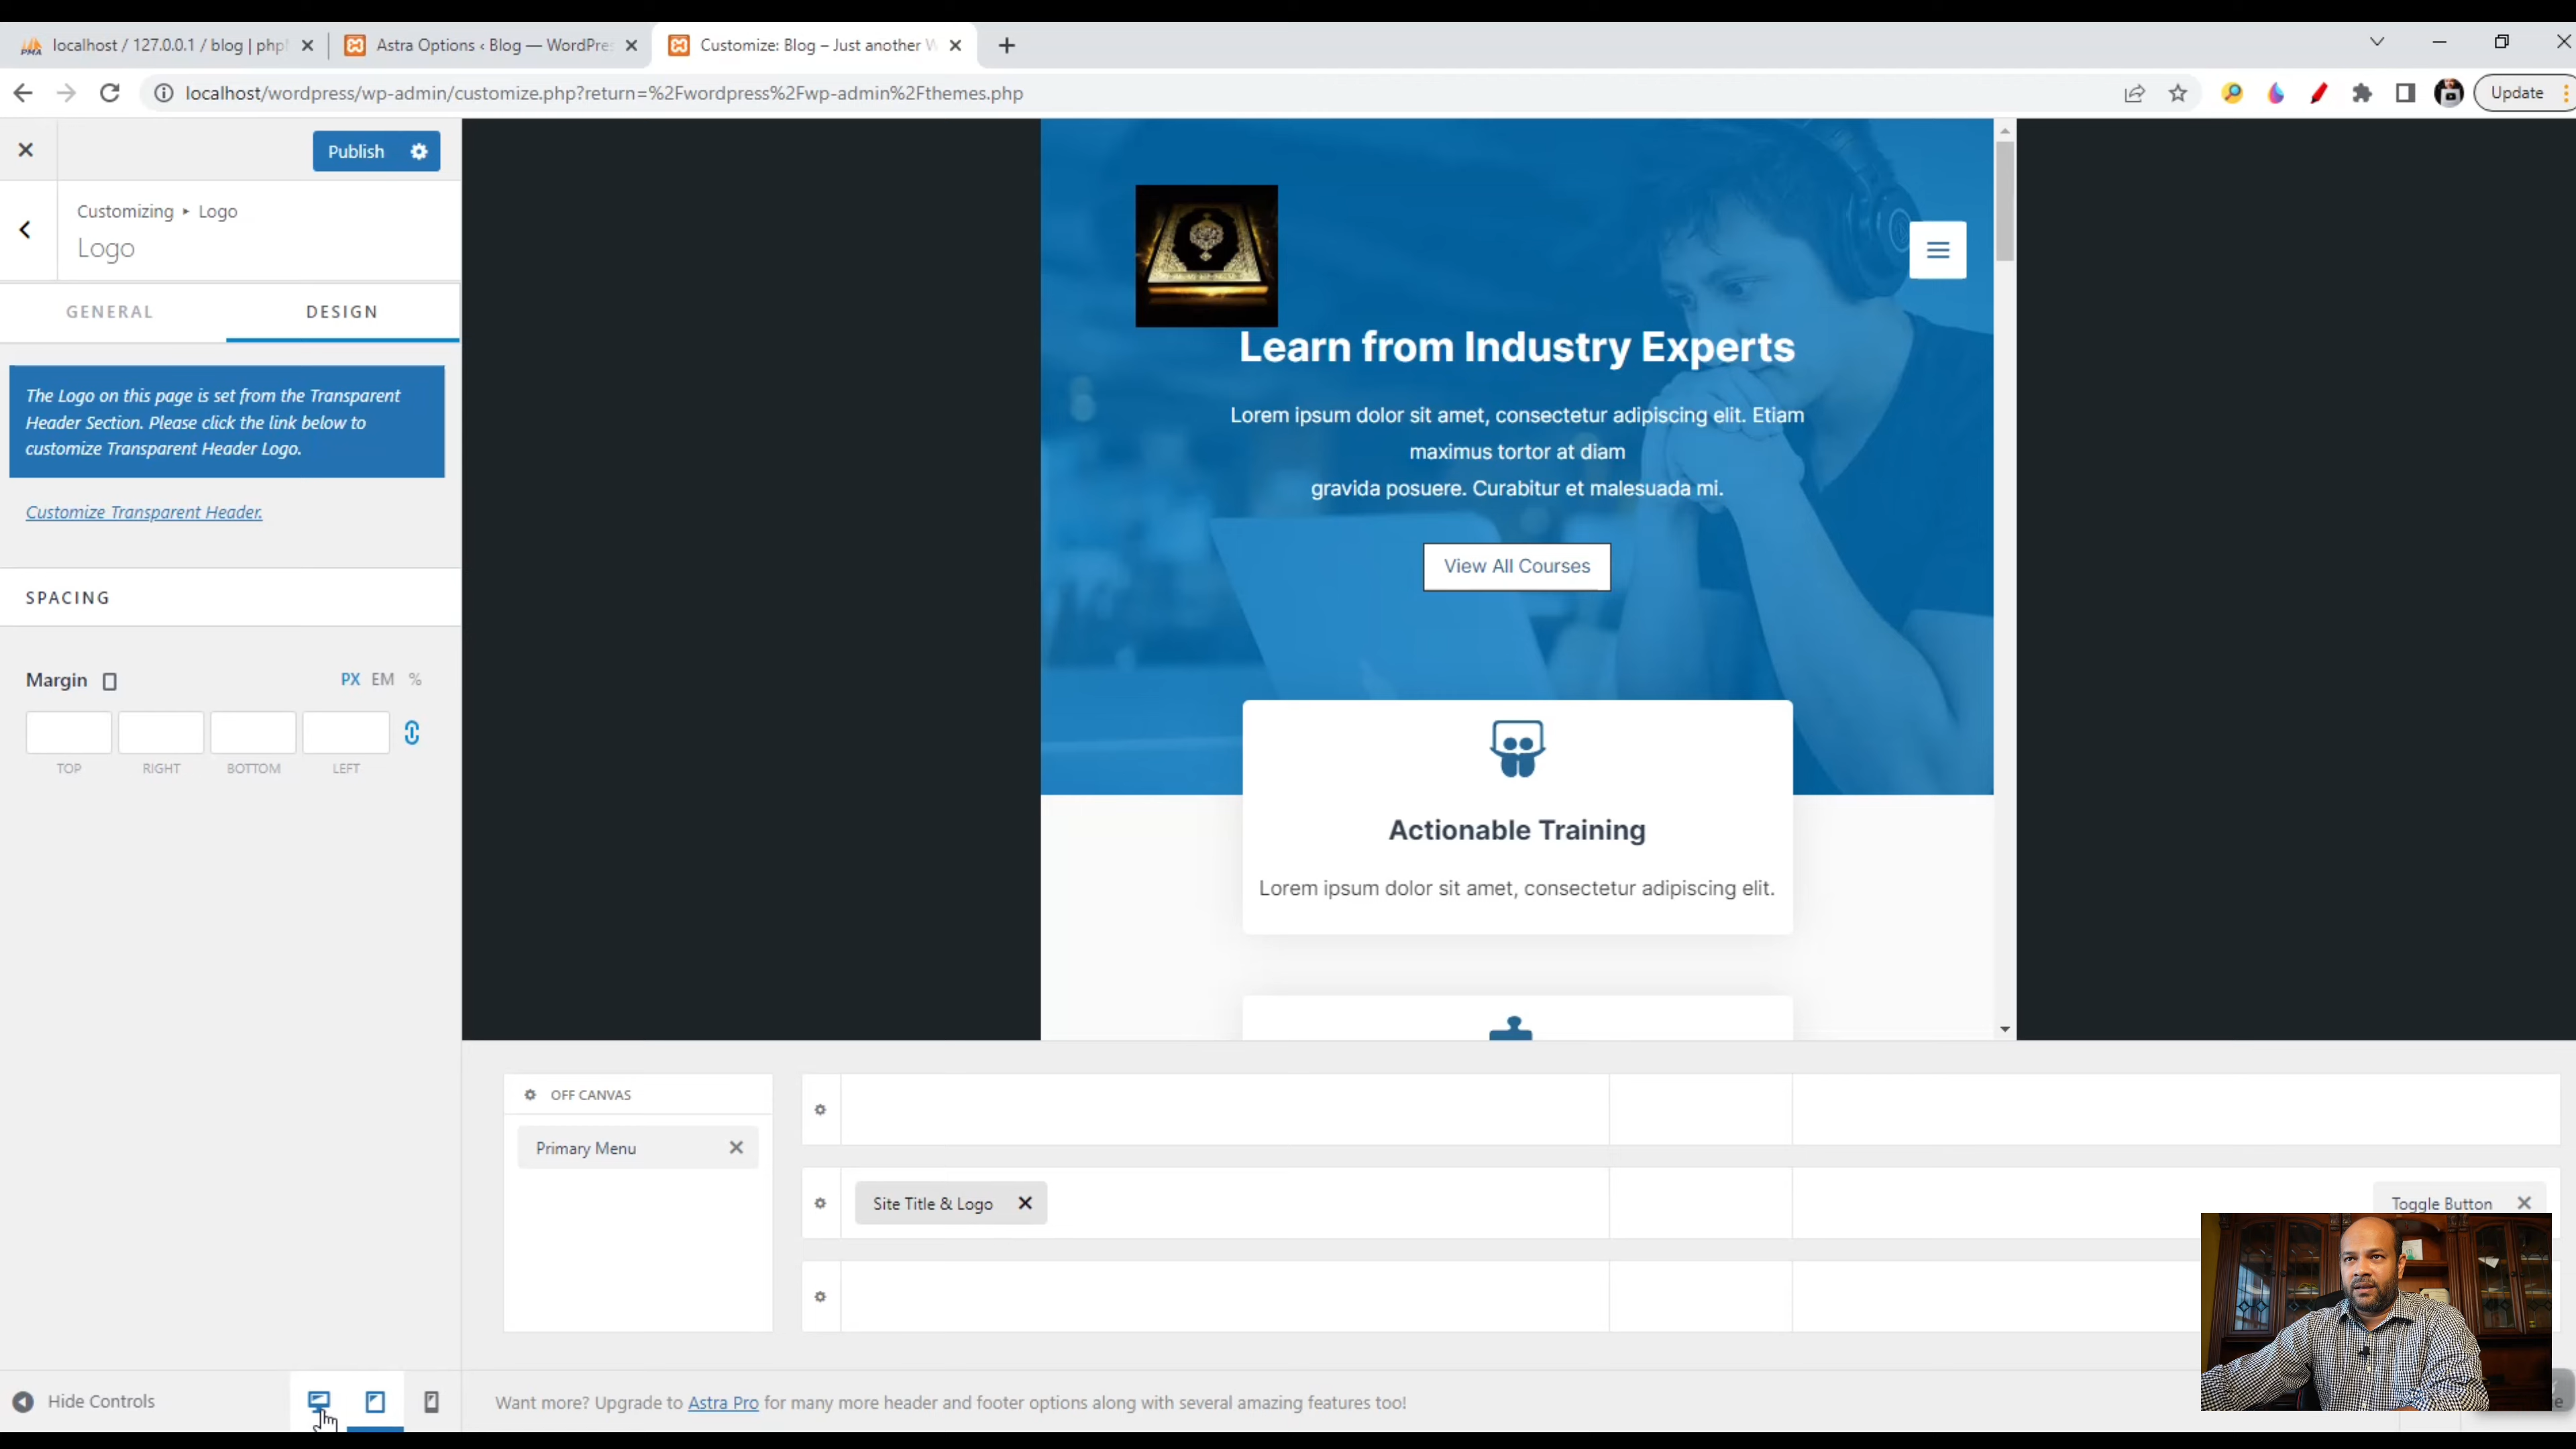 localhost / 127.0.0.1 / blog | php
Astra Options ‹ Blog — WordPre
Customize: Blog – Just another
localhost/wordpress/wp-admin/customize.php?return=%2Fwordpress%2Fwp-admin%2Fthemes.php
Update
Publish
Customizing ▸ Logo
Logo
GENERAL
DESIGN
The Logo on this page is set from the Transparent
Header Section. Please click the link below to
customize Transparent Header Logo.
Customize Transparent Header.
SPACING
Margin
PX EM %
TOP RIGHT BOTTOM LEFT
Learn from Industry Experts
Lorem ipsum dolor sit amet, consectetur adipiscing elit. Etiam
maximus tortor at diam
gravida posuere. Curabitur et malesuada mi.
View All Courses
Actionable Training
Lorem ipsum dolor sit amet, consectetur adipiscing elit.
OFF CANVAS
Primary Menu
Site Title & Logo
Toggle Button
Hide Controls
Want more? Upgrade to Astra Pro for many more header and footer options along with several amazing features too!